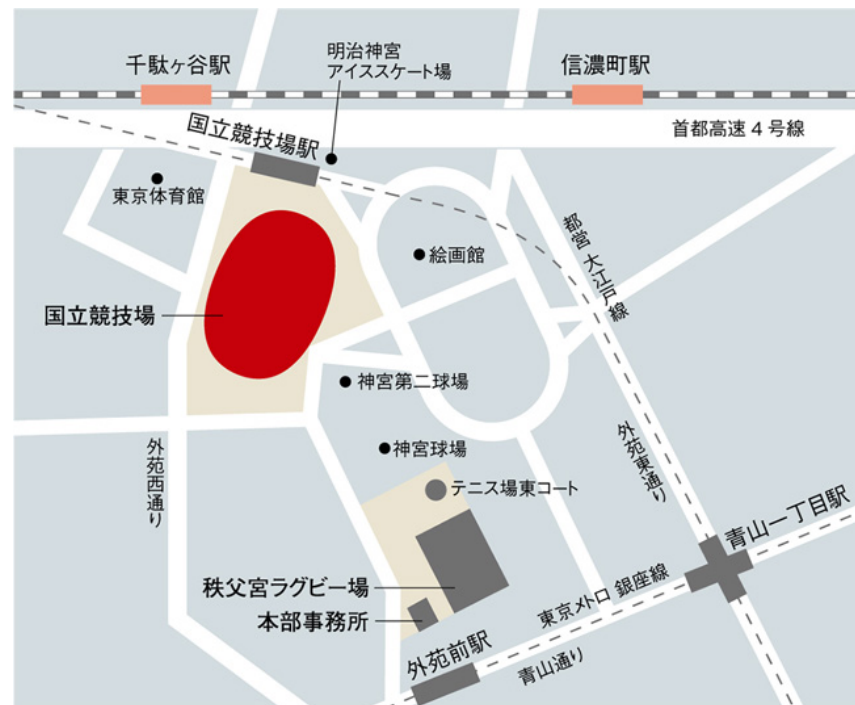 千駄ヶ谷駅
明治神宮
アイススケート場
信濃町駅
首都高速4号線
国立競技場駅
東京体育館
絵画館
都営 大江戸線
国立競技場
神宮第二球場
外苑西通り
神宮球場
外苑東通り
テニス場東コート
青山一丁目駅
秩父宮ラグビー場
本部事務所
東京メトロ 銀座線
外苑前駅
青山通り